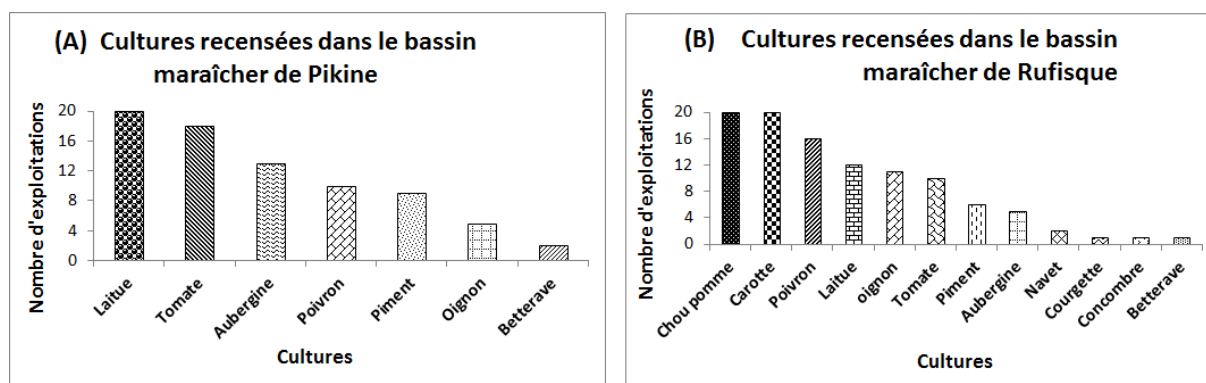 (A) Cultures recensées dans le bassin
maraîcher de Pikine
Nombre d'exploitations
20
16
12
8
4
0
Laitue
Tomate
Aubergine
Poivron
Piment
Oignon
Betterave
Cultures
(B) Cultures recensées dans le bassin
maraîcher de Rufisque
Nombre d'exploitations
20
16
12
8
4
0
Chou pomme
Carotte
Poivron
Laitue
oignon
Tomate
Piment
Aubergine
Navet
Courgette
Concombre
Betterave
Cultures